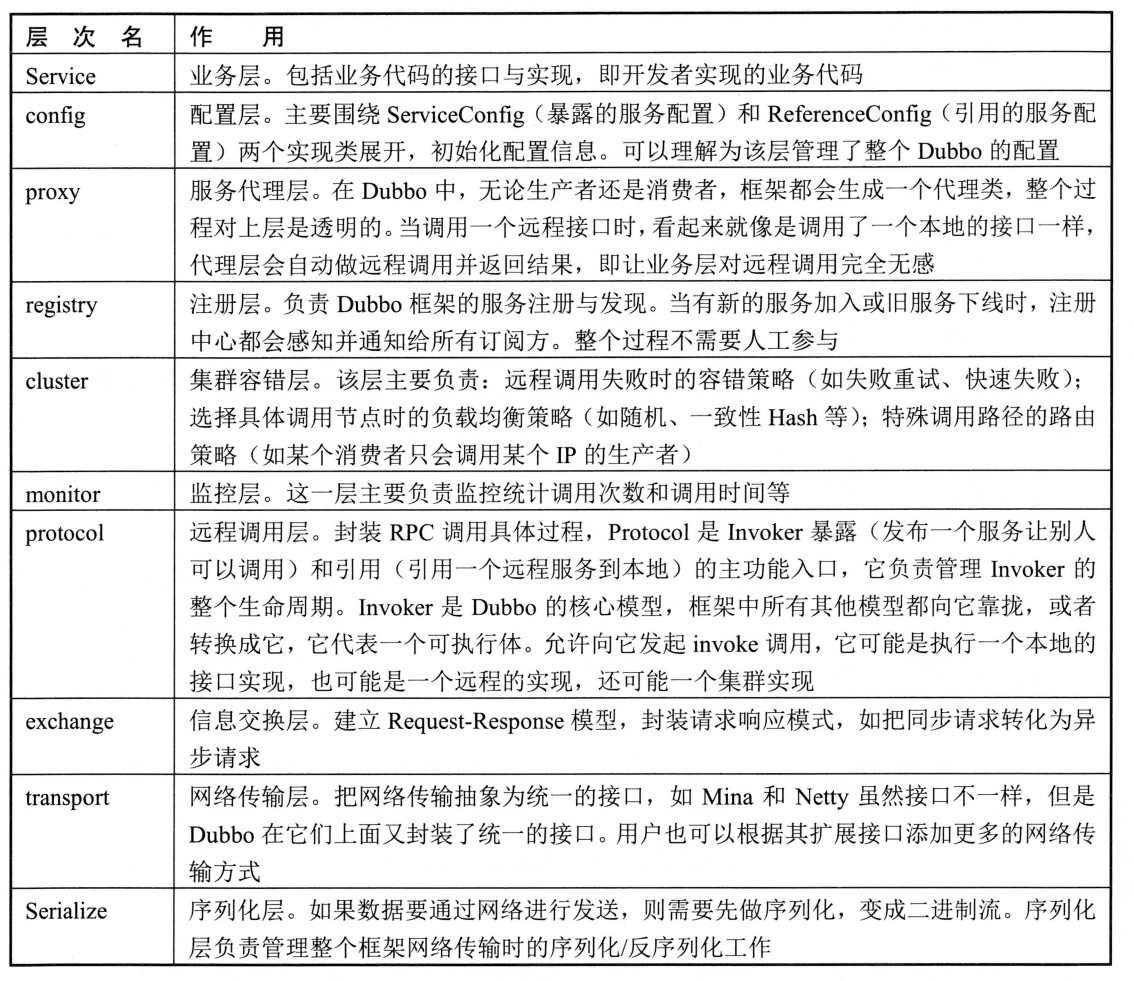 层 次 名 作 用
Service 业务层。包括业务代码的接口与实现，即开发者实现的业务代码
config 配置层。主要围绕 ServiceConfig（暴露的服务配置）和 ReferenceConfig（引用的服务配
置）两个实现类展开，初始化配置信息。可以理解为该层管理了整个 Dubbo 的配置
proxy 服务代理层。在 Dubbo 中，无论生产者还是消费者，框架都会生成一个代理类，整个过
程对上层是透明的。当调用一个远程接口时，看起来就像是调用了一个本地的接口一样，
代理层会自动做远程调用并返回结果，即让业务层对远程调用完全无感
registry 注册层。负责 Dubbo 框架的服务注册与发现。当有新的服务加入或旧服务下线时，注册
中心都会感知并通知给所有订阅方。整个过程不需要人工参与
cluster 集群容错层。该层主要负责：远程调用失败时的容错策略（如失败重试、快速失败）；
选择具体调用节点时的负载均衡策略（如随机、一致性 Hash 等）；特殊调用路径的路由
策略（如某个消费者只会调用某个 IP 的生产者）
monitor 监控层。这一层主要负责监控统计调用次数和调用时间等
protocol 远程调用层。封装 RPC 调用具体过程，Protocol 是 Invoker 暴露（发布一个服务让别人
可以调用）和引用（引用一个远程服务到本地）的主功能入口，它负责管理 Invoker 的
整个生命周期。Invoker 是 Dubbo 的核心模型，框架中所有其他模型都向它靠拢，或者
转换成它，它代表一个可执行体。允许向它发起 invoke 调用，它可能是执行一个本地的
接口实现，也可能是一个远程的实现，还可能一个集群实现
exchange 信息交换层。建立 Request-Response 模型，封装请求响应模式，如把同步请求转化为异
步请求
transport 网络传输层。把网络传输抽象为统一的接口，如 Mina 和 Netty 虽然接口不一样，但是
Dubbo 在它们上面又封装了统一的接口。用户也可以根据其扩展接口添加更多的网络传
输方式
Serialize 序列化层。如果数据要通过网络进行发送，则需要先做序列化，变成二进制流。序列化
层负责管理整个框架网络传输时的序列化/反序列化工作